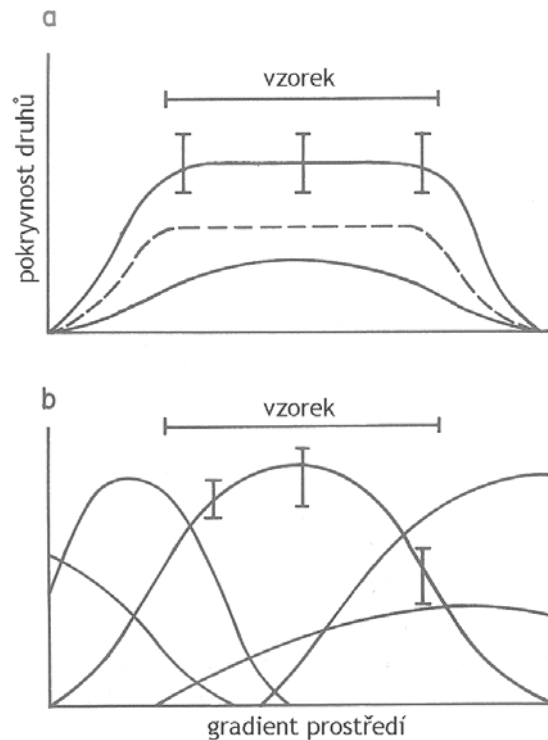 a
vzorek
pokryvnost druhů
b
vzorek
gradient prostředí